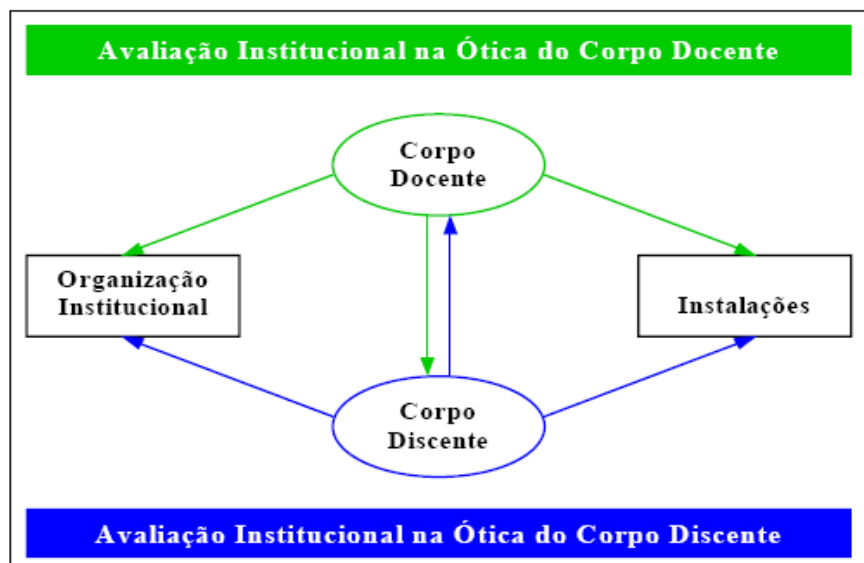 Avaliação Institucional na Ótica do Corpo Docente
Corpo
Docente
Organização
Institucional
Instalações
Corpo
Discente
Avaliação Institucional na Ótica do Corpo Discente